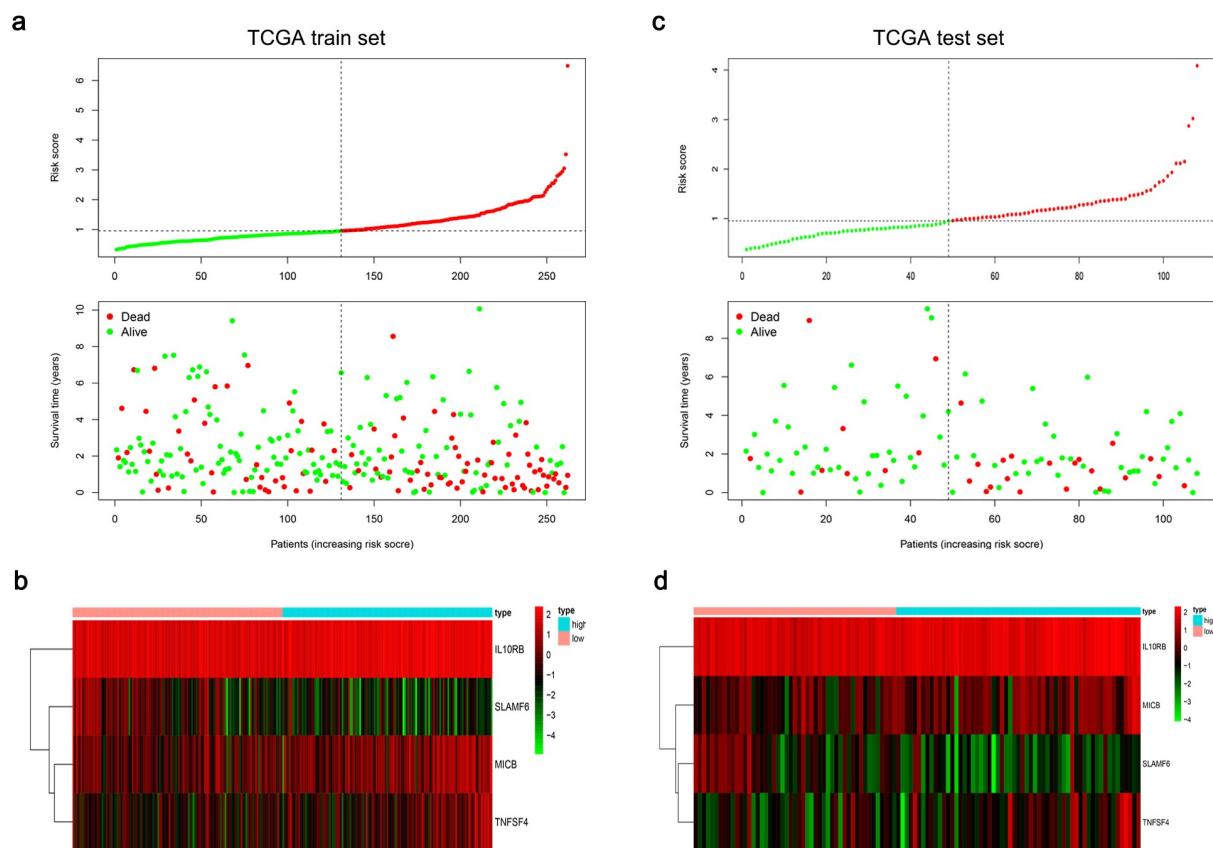 a
TCGA train set
Risk score
6
5
4
3
2
1
0 50 100 150 200 250
Dead
Alive
Survival time (years)
10
8
6
4
2
0
0 50 100 150 200 250
Patients (increasing risk socre)
c
TCGA test set
Risk score
4
3
2
1
0 20 40 60 80 100
Dead
Alive
Survival time (years)
8
6
4
2
0
0 20 40 60 80 100
Patients (increasing risk socre)
b
type
IL10RB
SLAMF6
MICB
TNFSF4
2
1
0
−1
−2
−3
−4
type
high
low
d
type
IL10RB
MICB
SLAMF6
TNFSF4
2
1
0
−1
−2
−3
−4
type
high
low